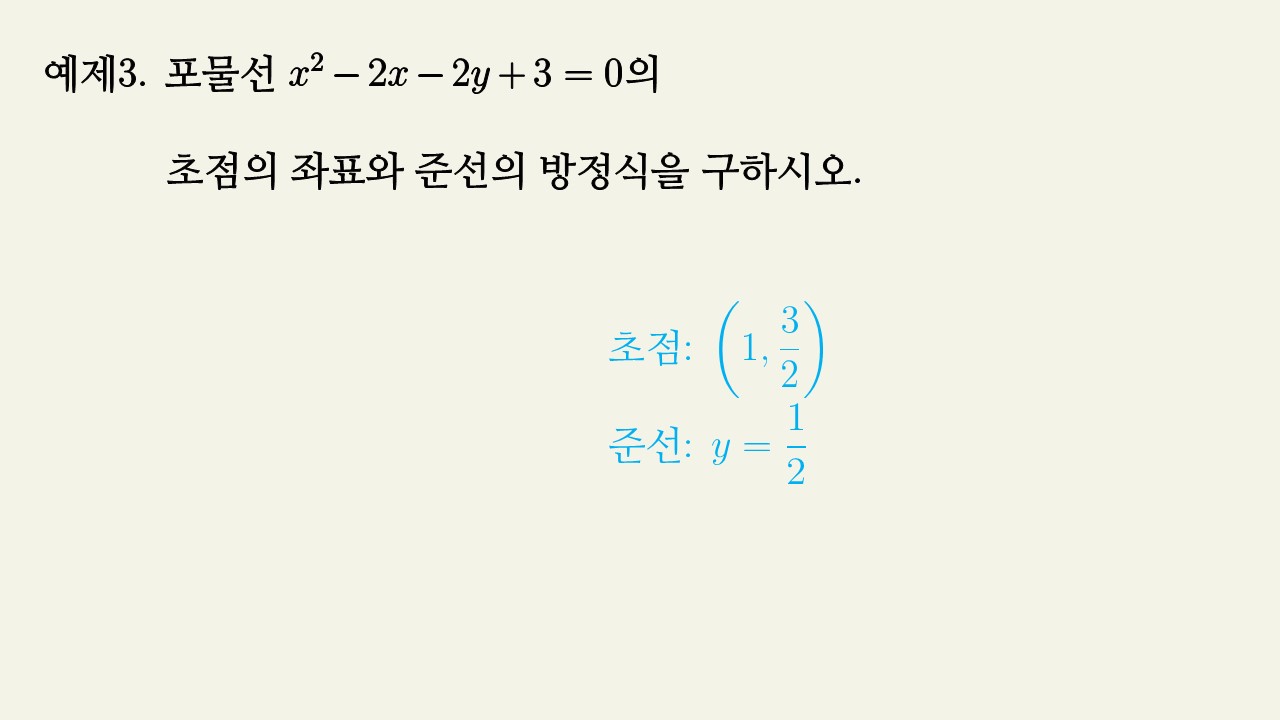 예제3. 포물선 $x^2 - 2x - 2y + 3 = 0$의
초점의 좌표와 준선의 방정식을 구하시오.
초점: $\left(1, \frac{3}{2}\right)$
준선: $y = \frac{1}{2}$